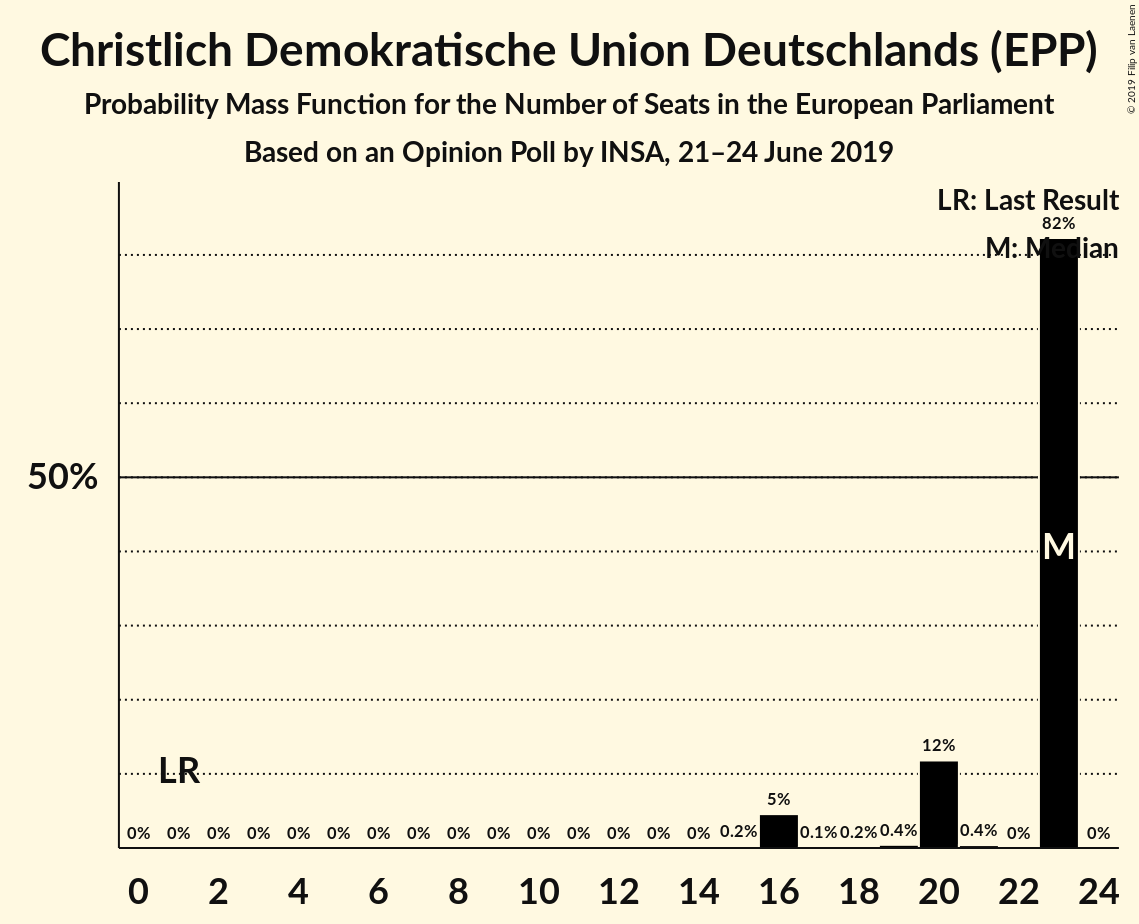 Christlich Demokratische Union Deutschlands (EPP)
Probability Mass Function for the Number of Seats in the European Parliament
Based on an Opinion Poll by INSA, 21–24 June 2019
© 2019 Filip van Laenen
LR: Last Result
82%
M: Median
50%
M
12%
LR
5%
0% 0% 0% 0% 0% 0% 0% 0% 0% 0% 0% 0% 0% 0% 0% 0.2% 0.1% 0.2% 0.4% 0.4% 0% 0%
0 2 4 6 8 10 12 14 16 18 20 22 24